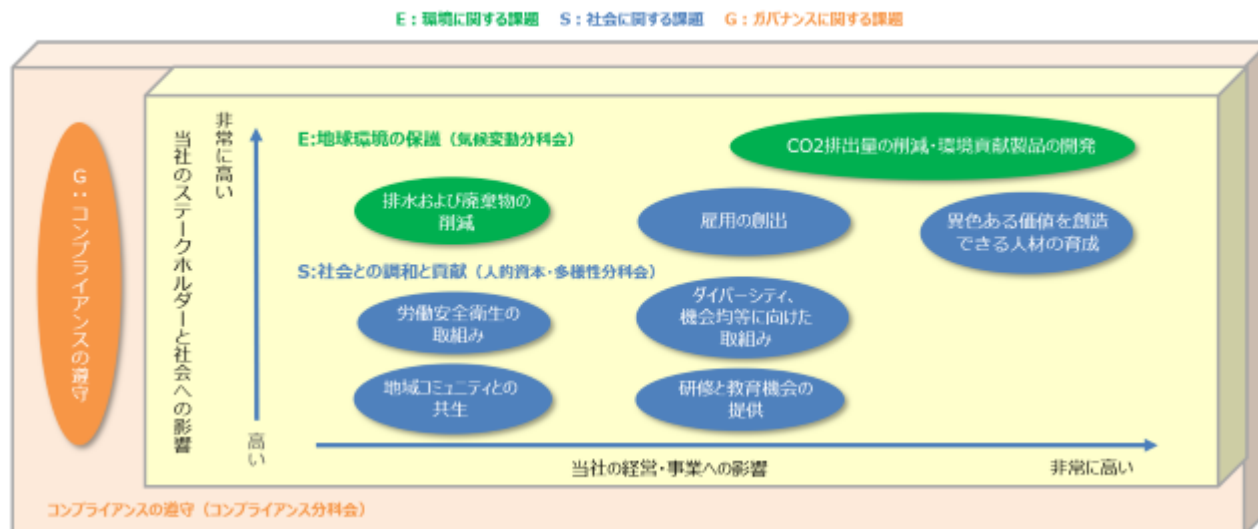 E：環境に関する課題　S：社会に関する課題　G：ガバナンスに関する課題
G：コンプライアンスの遵守
当社のステークホルダーと社会への影響
非常に高い
高い
E:地球環境の保護（気候変動分科会）
CO2排出量の削減・環境貢献製品の開発
排水および廃棄物の
削減
雇用の創出
異色ある価値を創造
できる人材の育成
S:社会との調和と貢献（人的資本・多様性分科会）
労働安全衛生の
取組み
ダイバーシティ、
機会均等に向けた
取組み
地域コミュニティとの
共生
研修と教育機会の
提供
当社の経営・事業への影響
非常に高い
コンプライアンスの遵守（コンプライアンス分科会）